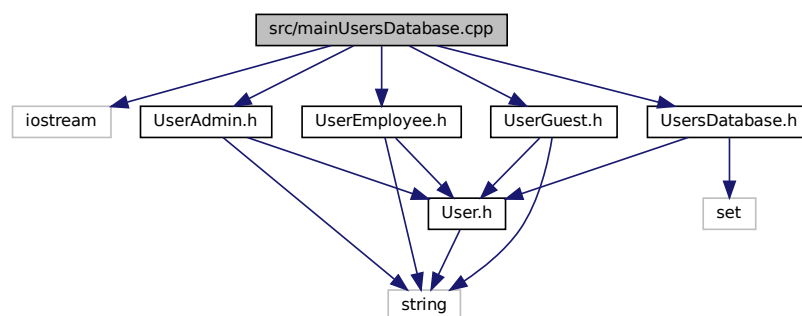 src/mainUsersDatabase.cpp
iostream
UserAdmin.h
UserEmployee.h
UserGuest.h
UsersDatabase.h
User.h
set
string